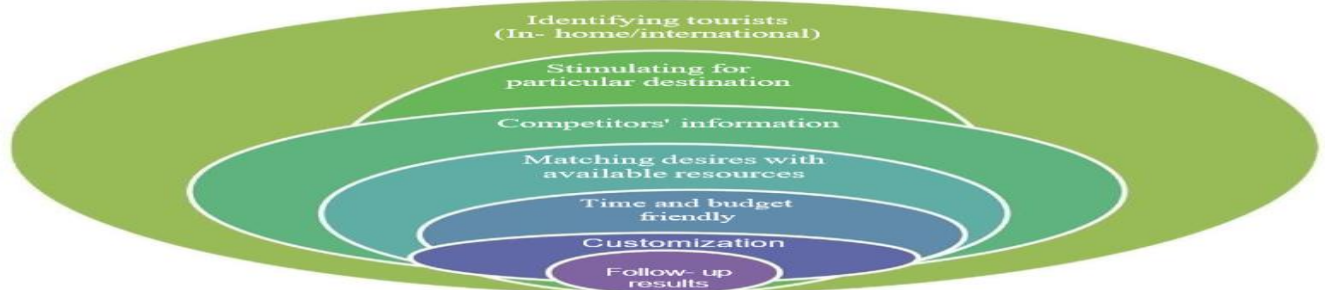 Identifying tourists
(In- home/international)
Stimulating for
particular destination
Competitors' information
Matching desires with
available resources
Time and budget
friendly
Customization
Follow- up
results